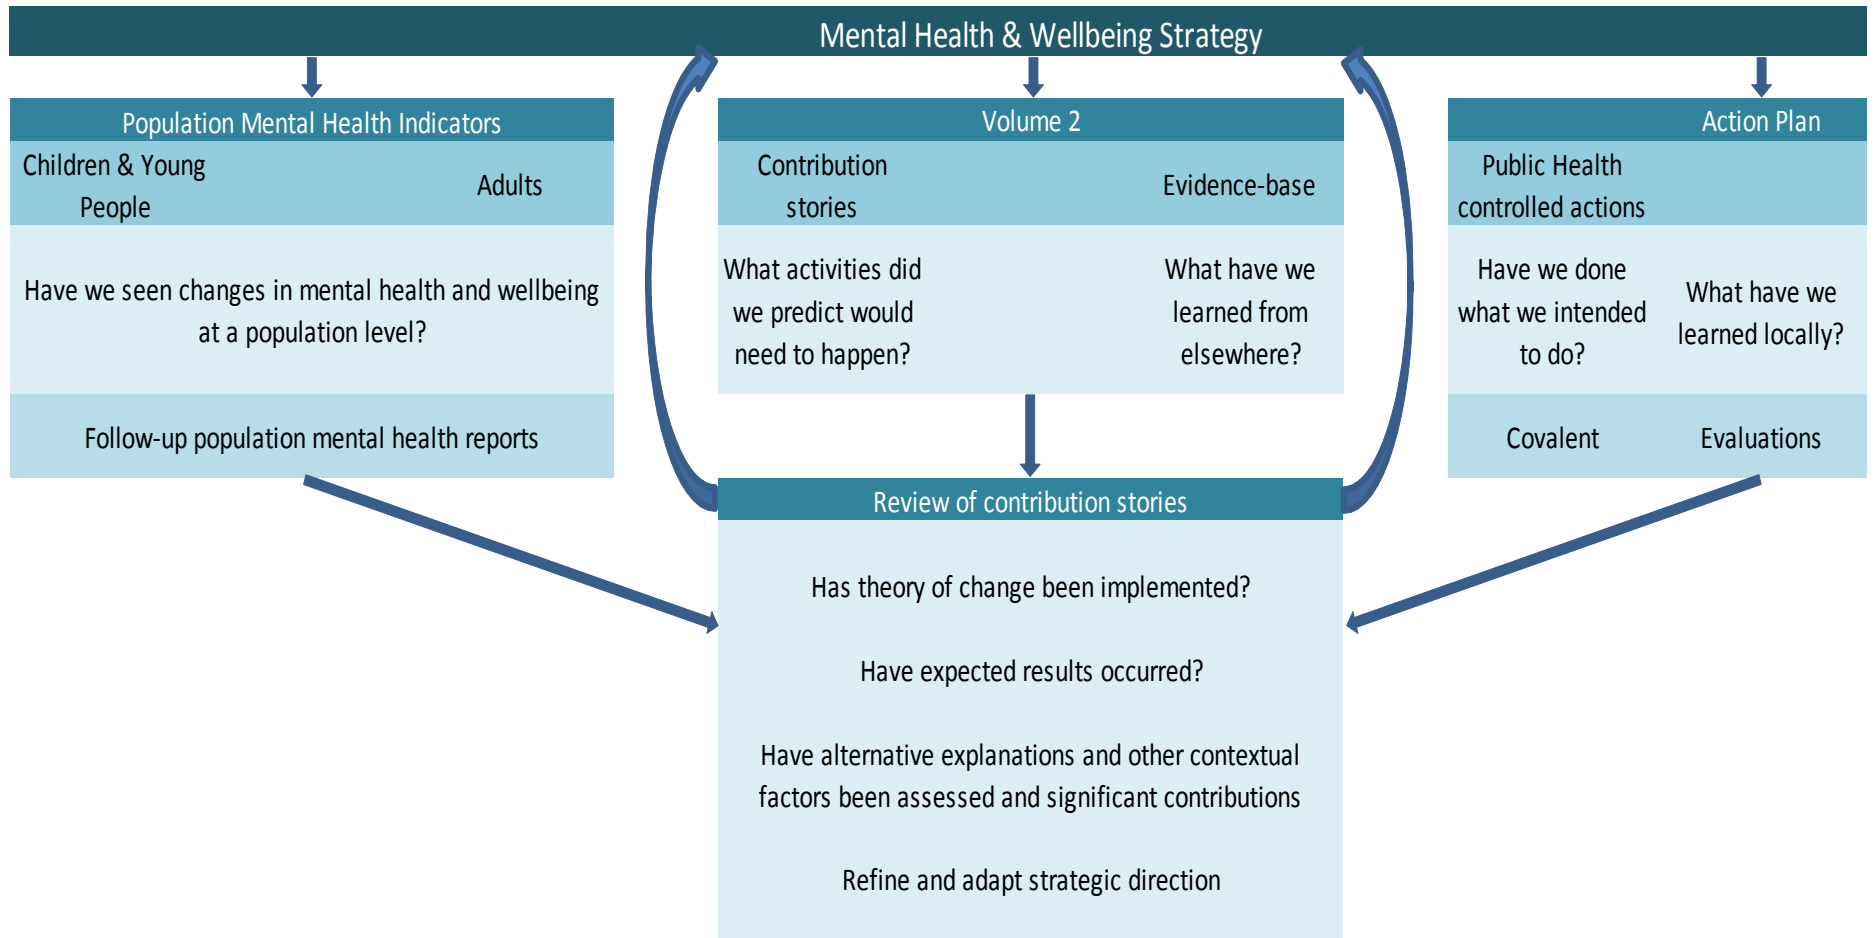 Mental Health & Wellbeing Strategy
Population Mental Health Indicators
Children & Young
People
Adults
Have we seen changes in mental health and wellbeing
at a population level?
Follow-up population mental health reports
Volume 2
Contribution
stories
Evidence-base
What activities did
we predict would
need to happen?
What have we
learned from
elsewhere?
Action Plan
Public Health
controlled actions
Have we done
what we intended
to do?
What have we
learned locally?
Covalent
Evaluations
Review of contribution stories
Has theory of change been implemented?
Have expected results occurred?
Have alternative explanations and other contextual
factors been assessed and significant contributions
Refine and adapt strategic direction